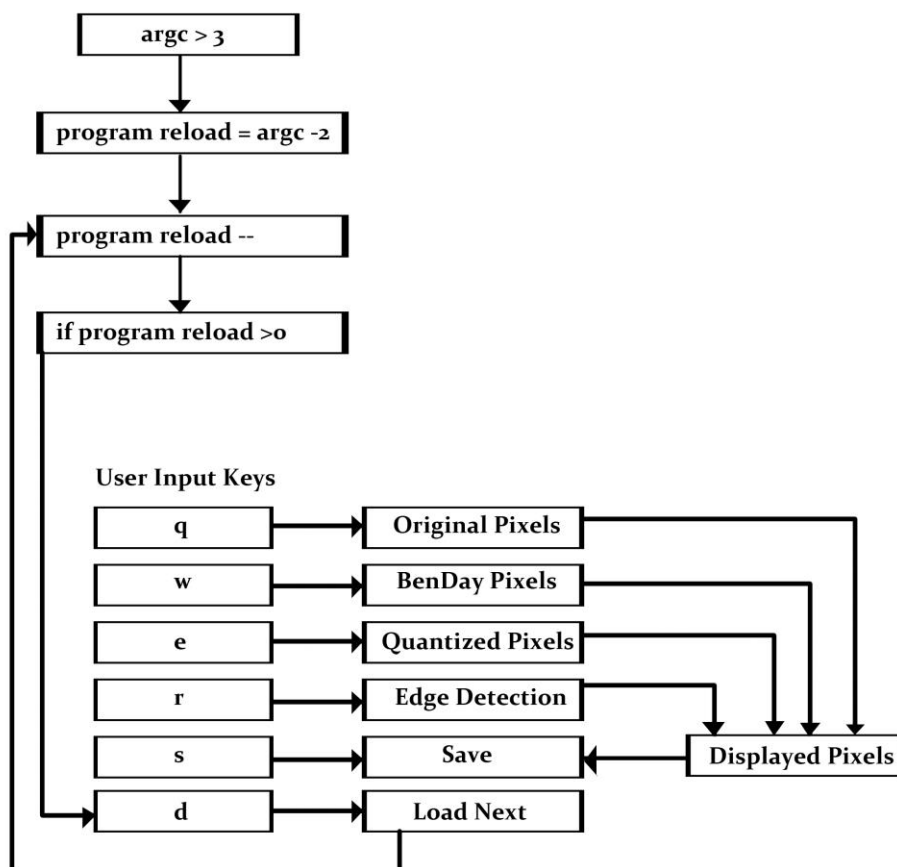 argc > 3
program reload = argc -2
program reload --
if program reload >0
User Input Keys
q
Original Pixels
w
BenDay Pixels
e
Quantized Pixels
r
Edge Detection
s
Save
Displayed Pixels
d
Load Next